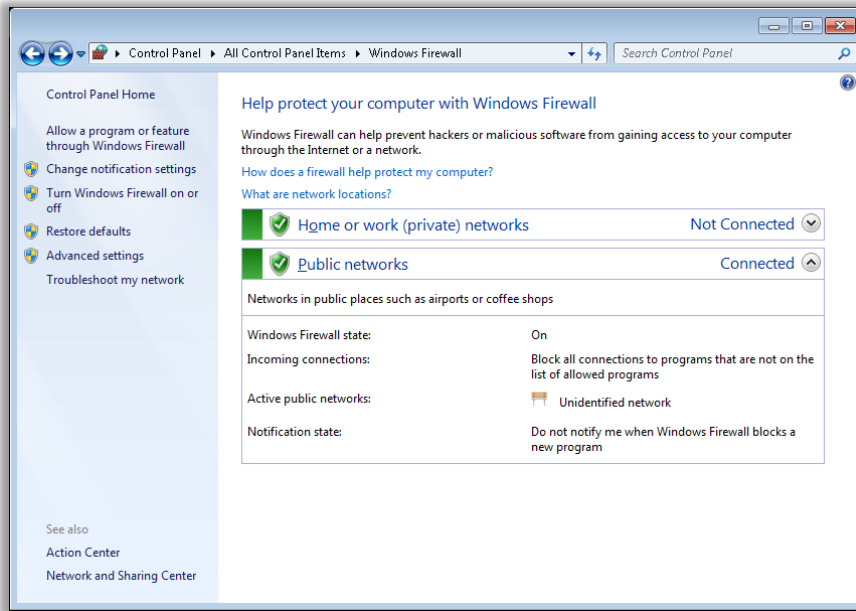 Control Panel All Control Panel Items Windows Firewall Search Control Panel
Control Panel Home
Allow a program or feature
through Windows Firewall
Change notification settings
Turn Windows Firewall on or
off
Restore defaults
Advanced settings
Troubleshoot my network
See also
Action Center
Network and Sharing Center
Help protect your computer with Windows Firewall
Windows Firewall can help prevent hackers or malicious software from gaining access to your computer
through the Internet or a network.
How does a firewall help protect my computer?
What are network locations?
Home or work (private) networks Not Connected
Public networks Connected
Networks in public places such as airports or coffee shops
Windows Firewall state: On
Incoming connections: Block all connections to programs that are not on the
list of allowed programs
Active public networks: Unidentified network
Notification state: Do not notify me when Windows Firewall blocks a
new program